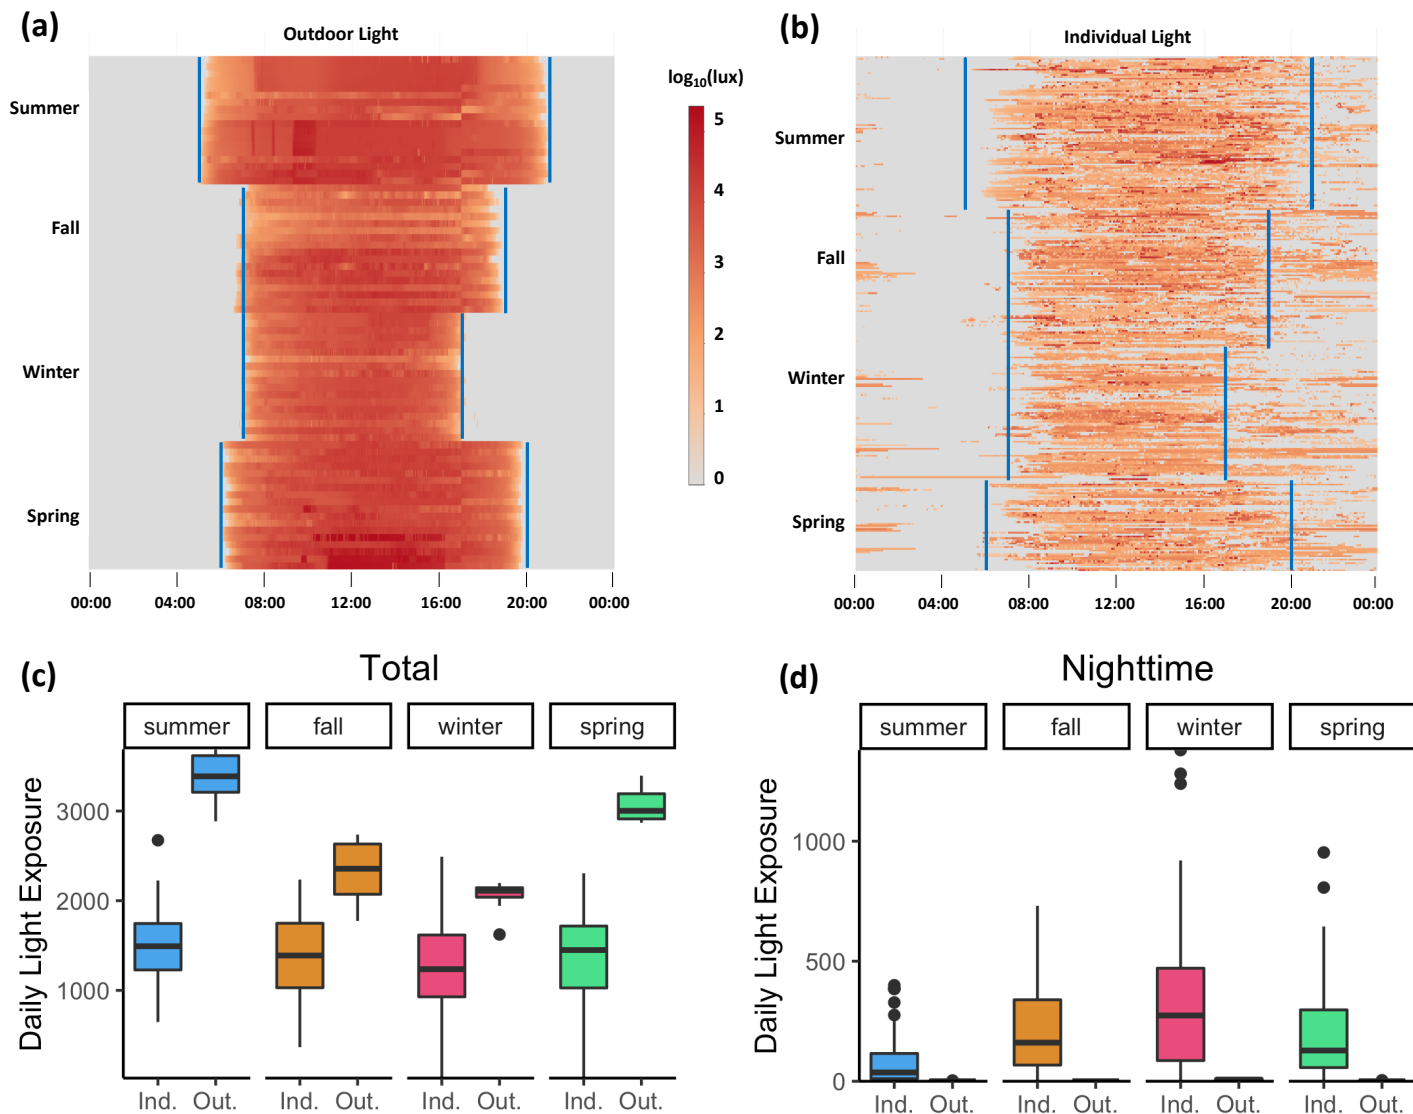 (a)
Outdoor Light
Summer
Fall
Winter
Spring
00:00 04:00 08:00 12:00 16:00 20:00 00:00
log10(lux)
5
4
3
2
1
0
(b)
Individual Light
Summer
Fall
Winter
Spring
00:00 04:00 08:00 12:00 16:00 20:00 00:00
(c)
Total
summer fall winter spring
Daily Light Exposure
3000
2000
1000
Ind. Out. Ind. Out. Ind. Out. Ind. Out.
(d)
Nighttime
summer fall winter spring
Daily Light Exposure
1000
500
0
Ind. Out. Ind. Out. Ind. Out. Ind. Out.